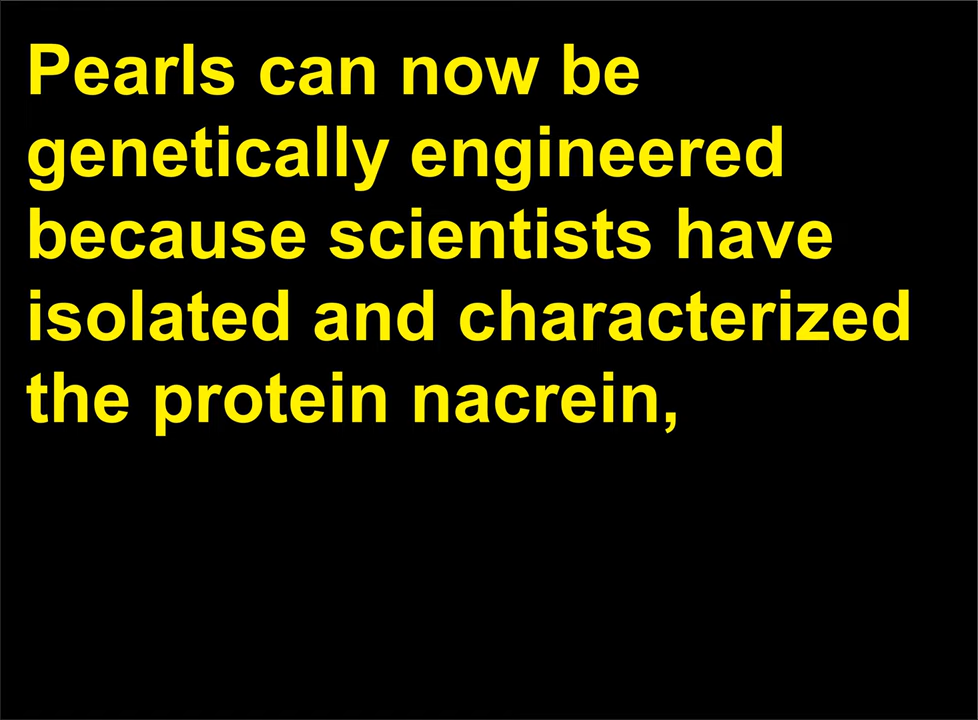 Pearls can now be
genetically engineered
because scientists have
isolated and characterized
the protein nacrein,